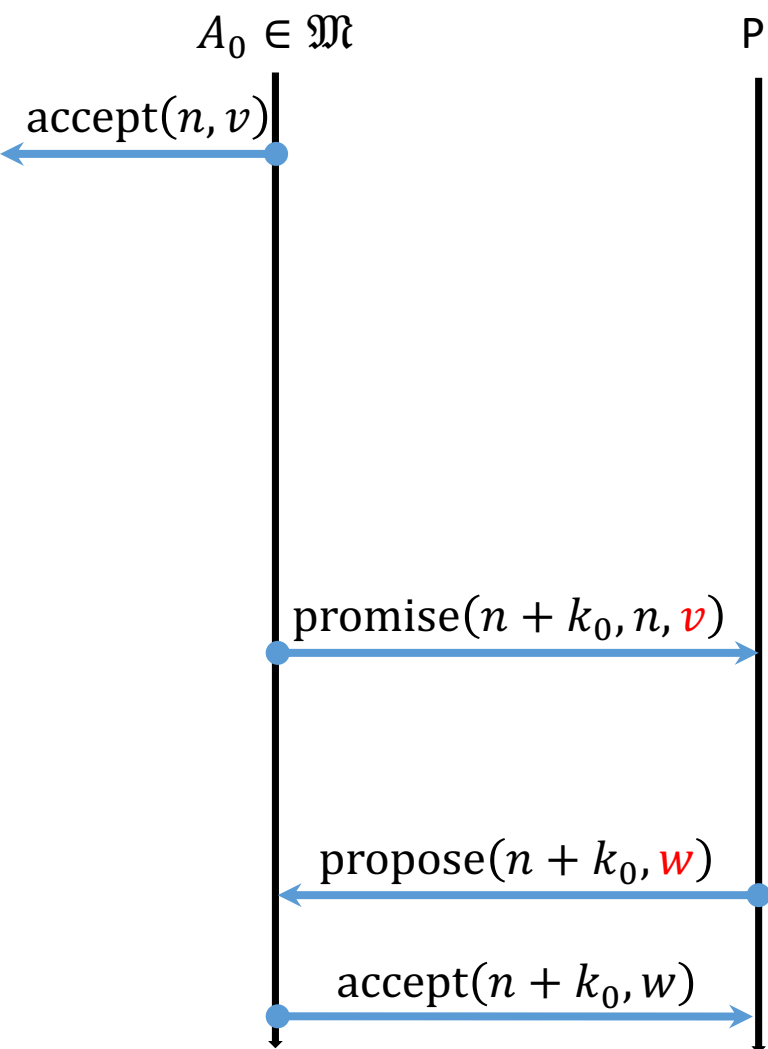 A₀ ∈ 𝔐 P
accept(n, v)
promise(n + k₀, n, v)
propose(n + k₀, w)
accept(n + k₀, w)